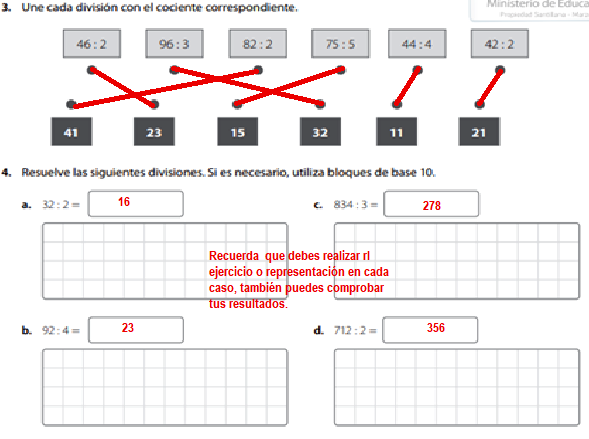 Ministerio de Educa
Propiedad Santillana - Marz
3. Une cada división con el cociente correspondiente.
46 : 2 96 : 3 82 : 2 75 : 5 44 : 4 42 : 2
41 23 15 32 11 21
4. Resuelve las siguientes divisiones. Si es necesario, utiliza bloques de base 10.
a. 32 : 2 = 16 c. 834 : 3 = 278
Recuerda que debes realizar rl
ejercicio o representación en cada
caso, también puedes comprobar
tus resultados.
b. 92 : 4 = 23 d. 712 : 2 = 356